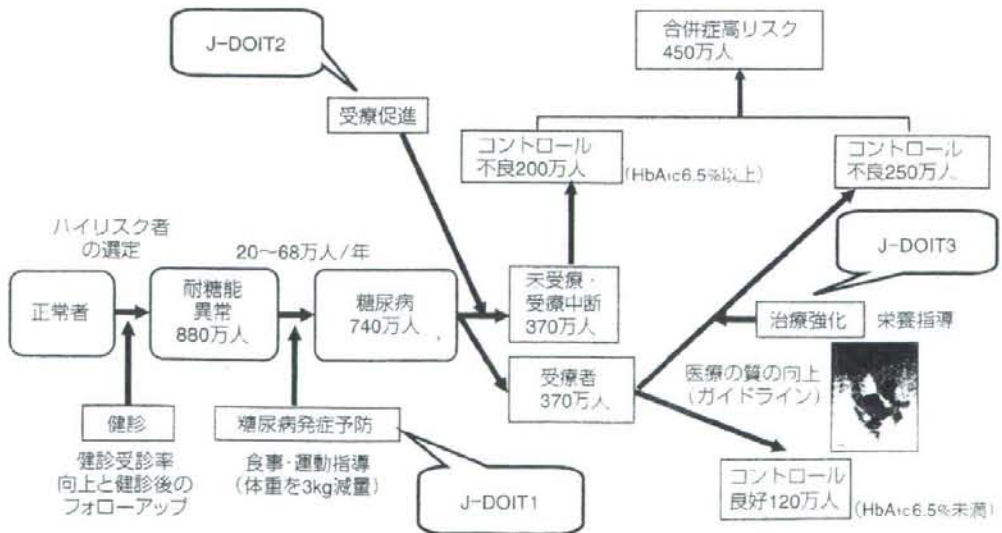 J-DOIT2
合併症高リスク
450万人
受療促進
コントロール
不良200万人
(HbA1c6.5%以上)
コントロール
不良250万人
ハイリスク者
の選定
20〜68万人/年
J-DOIT3
正常者
耐糖能
異常
880万人
糖尿病
740万人
未受療・
受療中断
370万人
治療強化
栄養指導
受療者
370万人
医療の質の向上
(ガイドライン)
健診
糖尿病発症予防
健診受診率
向上と健診後の
フォローアップ
食事・運動指導
(体重を3kg減量)
J-DOIT1
コントロール
良好120万人
(HbA1c6.5%未満)